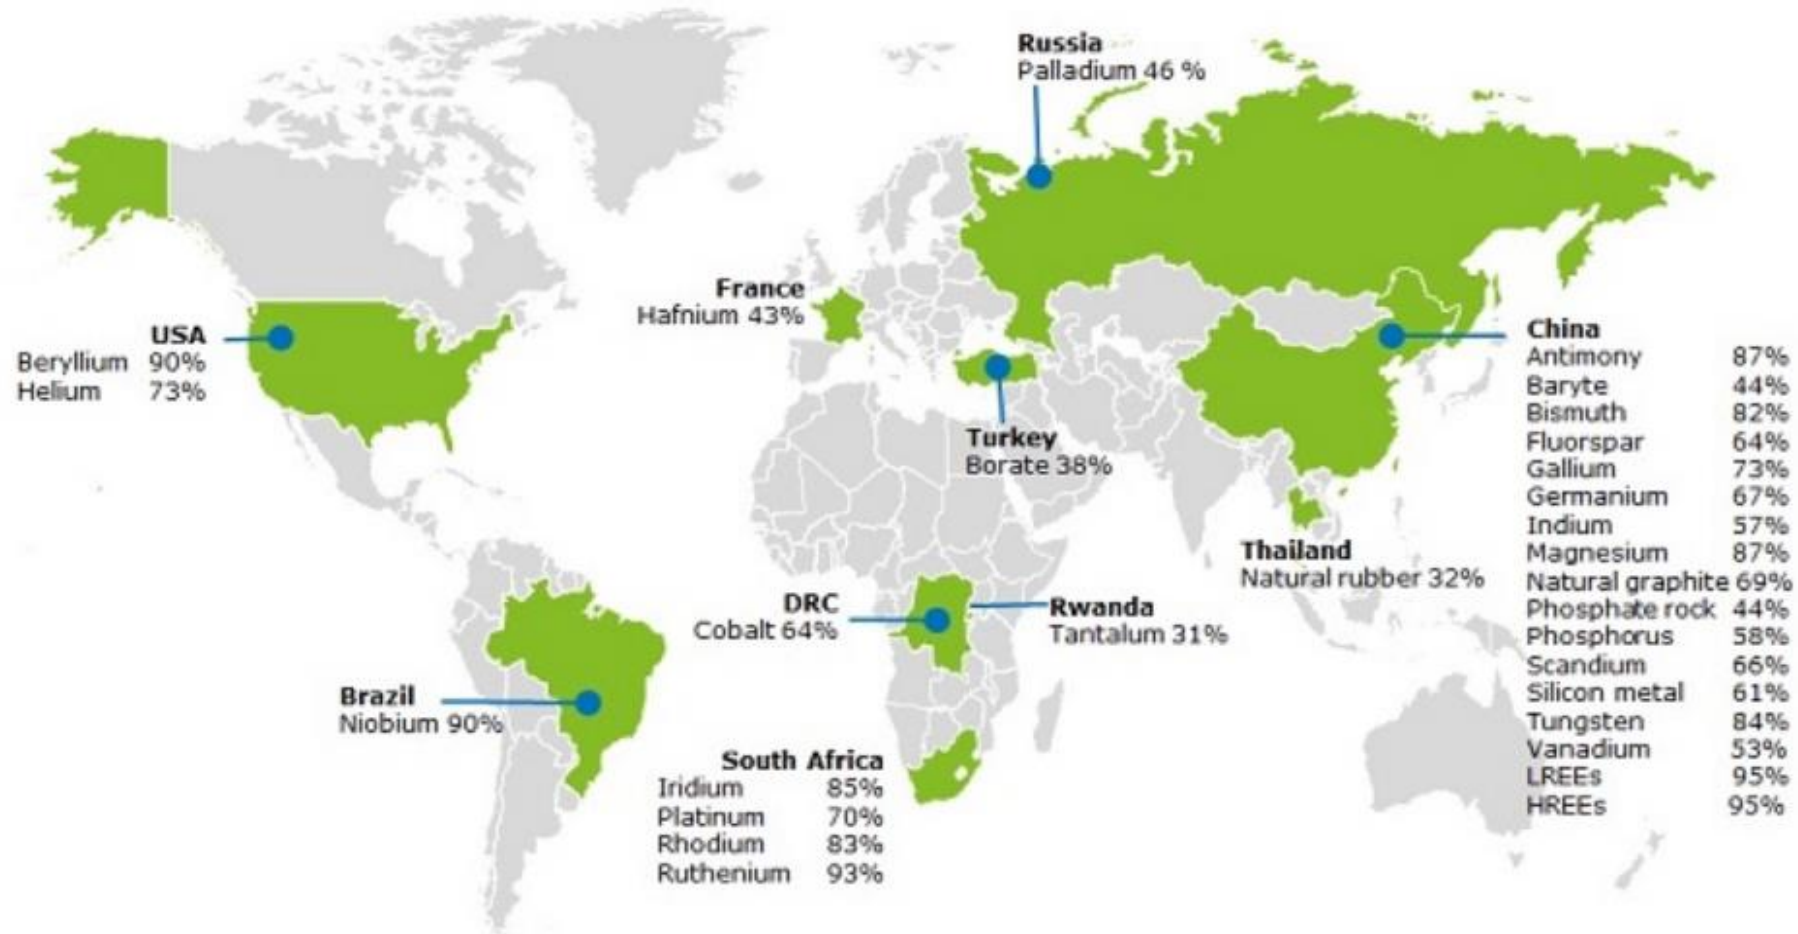 Russia
Palladium 46 %
France
Hafnium 43%
USA
Beryllium 90%
Helium 73%
China
Antimony 87%
Baryte 44%
Bismuth 82%
Fluorspar 64%
Gallium 73%
Germanium 67%
Indium 57%
Magnesium 87%
Natural graphite 69%
Phosphate rock 44%
Phosphorus 58%
Scandium 66%
Silicon metal 61%
Tungsten 84%
Vanadium 53%
LREEs 95%
HREEs 95%
Turkey
Borate 38%
Thailand
Natural rubber 32%
DRC
Cobalt 64%
Rwanda
Tantalum 31%
Brazil
Niobium 90%
South Africa
Iridium 85%
Platinum 70%
Rhodium 83%
Ruthenium 93%